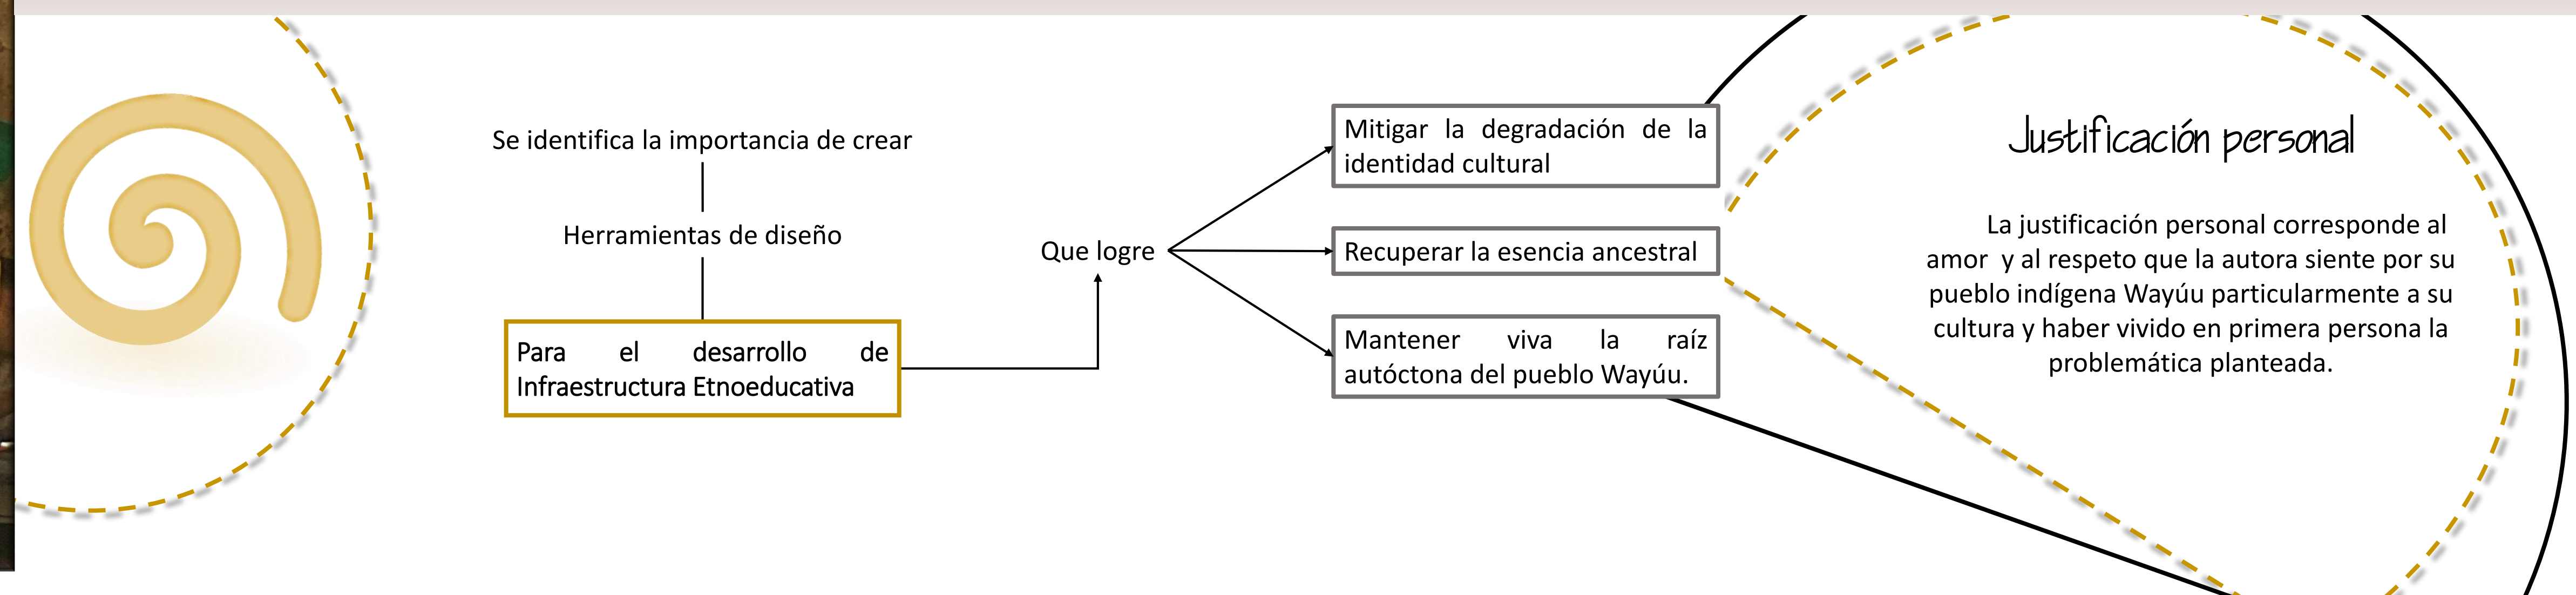 Se identifica la importancia de crear
Herramientas de diseño
Para el desarrollo de
Infraestructura Etnoeducativa
Que logre
Mitigar la degradación de la
identidad cultural
Recuperar la esencia ancestral
Mantener viva la raíz
autóctona del pueblo Wayúu.
Justificación personal
La justificación personal corresponde al
amor y al respeto que la autora siente por su
pueblo indígena Wayúu particularmente a su
cultura y haber vivido en primera persona la
problemática planteada.